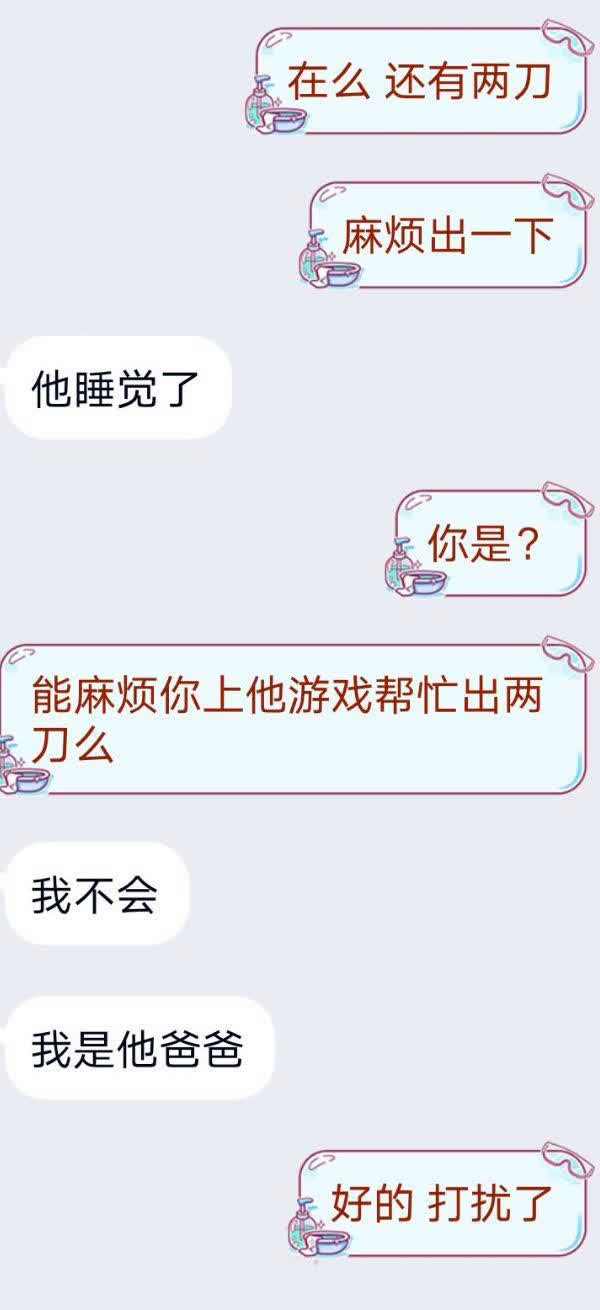 在么 还有两刀
麻烦出一下
他睡觉了
你是？
能麻烦你上他游戏帮忙出两
刀么
我不会
我是他爸爸
好的 打扰了